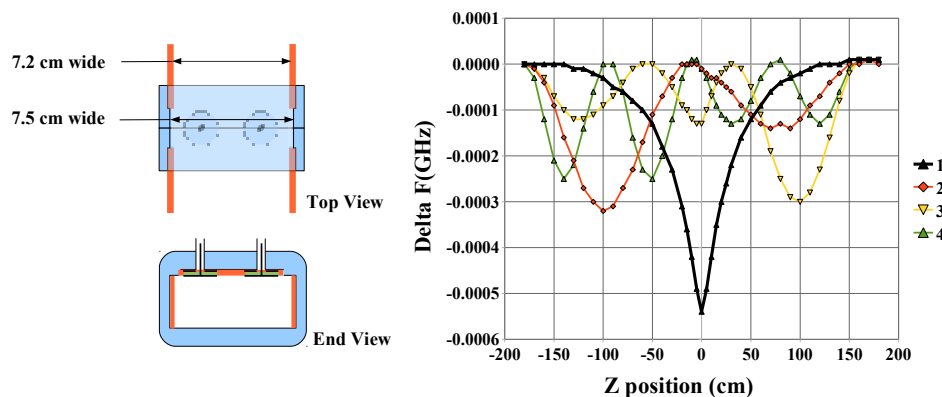 7.2 cm wide
7.5 cm wide
Top View
End View
0.0001
0.0000
-0.0001
-0.0002
-0.0003
-0.0004
-0.0005
-0.0006
Delta F(GHz)
-200 -150 -100 -50 0 50 100 150 200
Z position (cm)
1
2
3
4